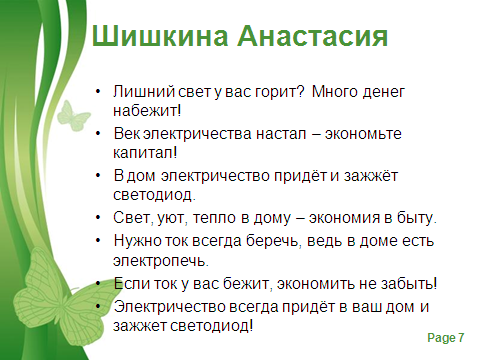 Шишкина Анастасия
• Лишний свет у вас горит? Много денег
набежит!
• Век электричества настал – экономьте
капитал!
• В дом электричество придёт и зажжёт
светодиод.
• Свет, уют, тепло в дому – экономия в быту.
• Нужно ток всегда беречь, ведь в доме есть
электропечь.
• Если ток у вас бежит, экономить не забыть!
• Электричество всегда придёт в ваш дом и
зажжет светодиод!
Page 7